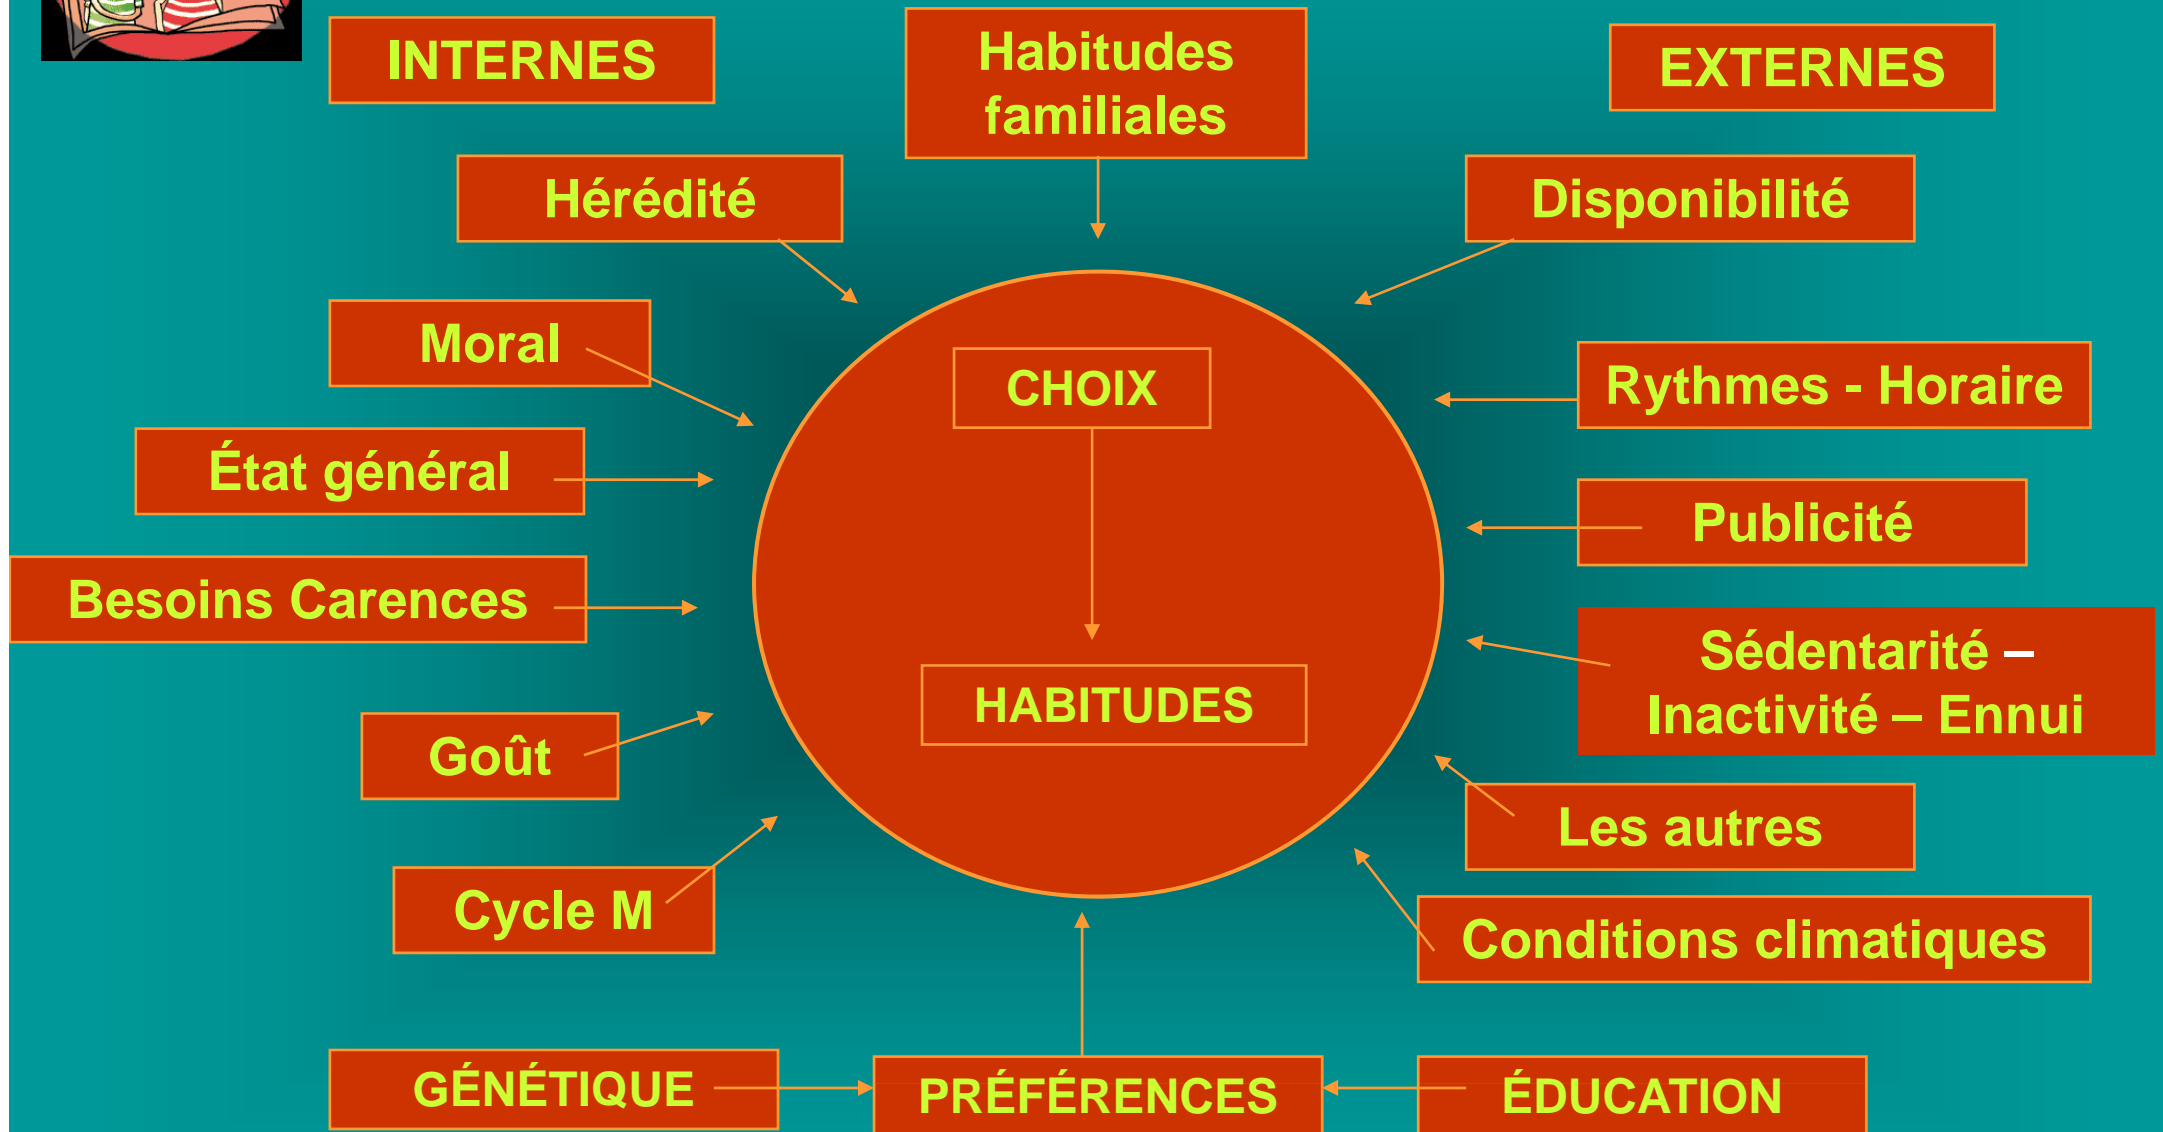 INTERNES
Habitudes
familiales
EXTERNES
Hérédité
Disponibilité
Moral
CHOIX
Rythmes - Horaire
État général
Publicité
Besoins Carences
Sédentarité –
Inactivité – Ennui
HABITUDES
Goût
Les autres
Cycle M
Conditions climatiques
GÉNÉTIQUE
PRÉFÉRENCES
ÉDUCATION